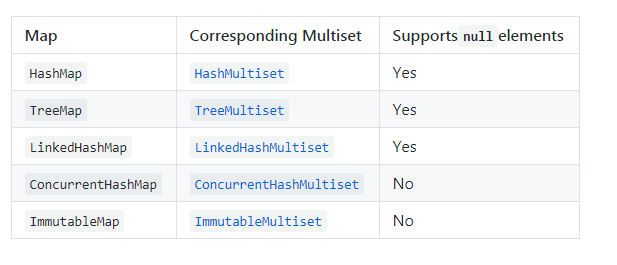 Map Corresponding Multiset Supports null elements
HashMap HashMultiset Yes
TreeMap TreeMultiset Yes
LinkedHashMap LinkedHashMultiset Yes
ConcurrentHashMap ConcurrentHashMultiset No
ImmutableMap ImmutableMultiset No